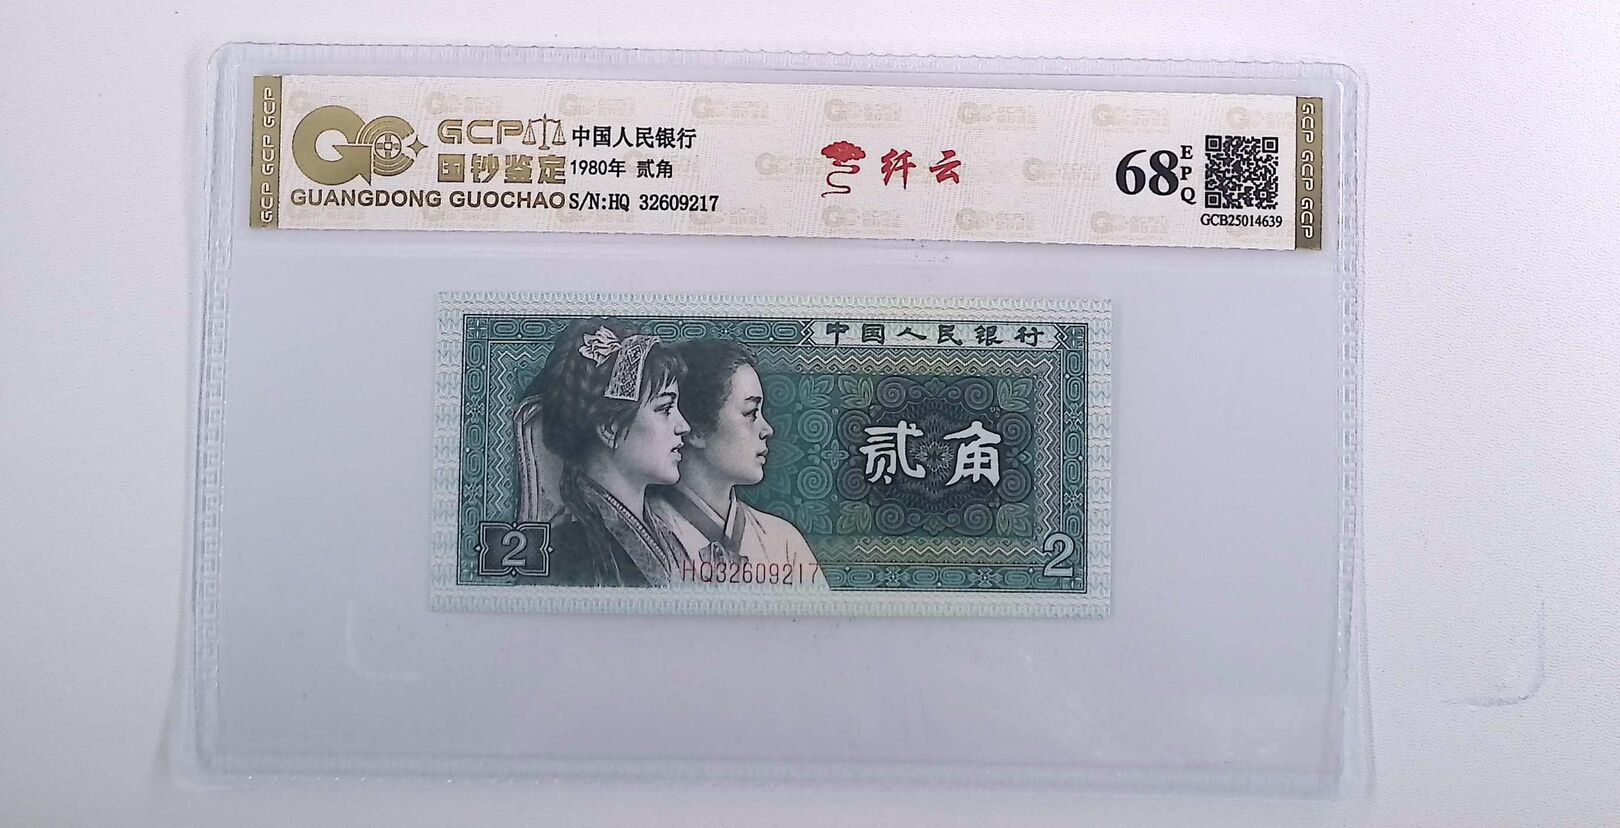 GCP GCP GCP
GCP
国钞鉴定
GUANGDONG GUOCHAO
中国人民银行
1980年 贰角
S/N:HQ 32609217
纤云
68
EPQ
GCB25014639
GCP GCP GCP
中国人民银行
贰角
2
2
HQ32609217